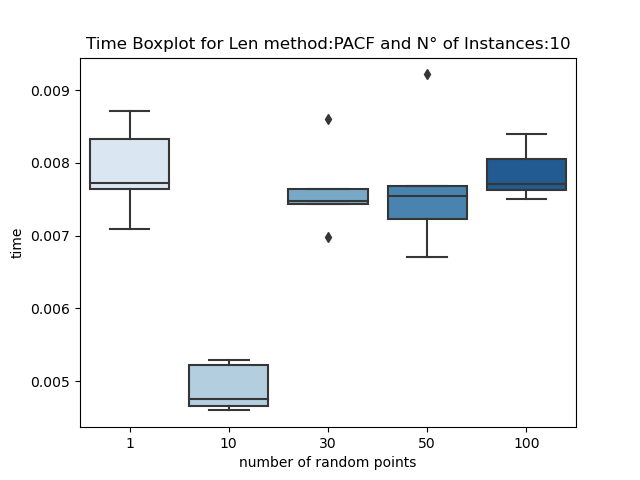 Time Boxplot for Len method:PACF and N° of Instances:10
0.009
0.008
0.007
0.006
0.005
time
1 10 30 50 100
number of random points